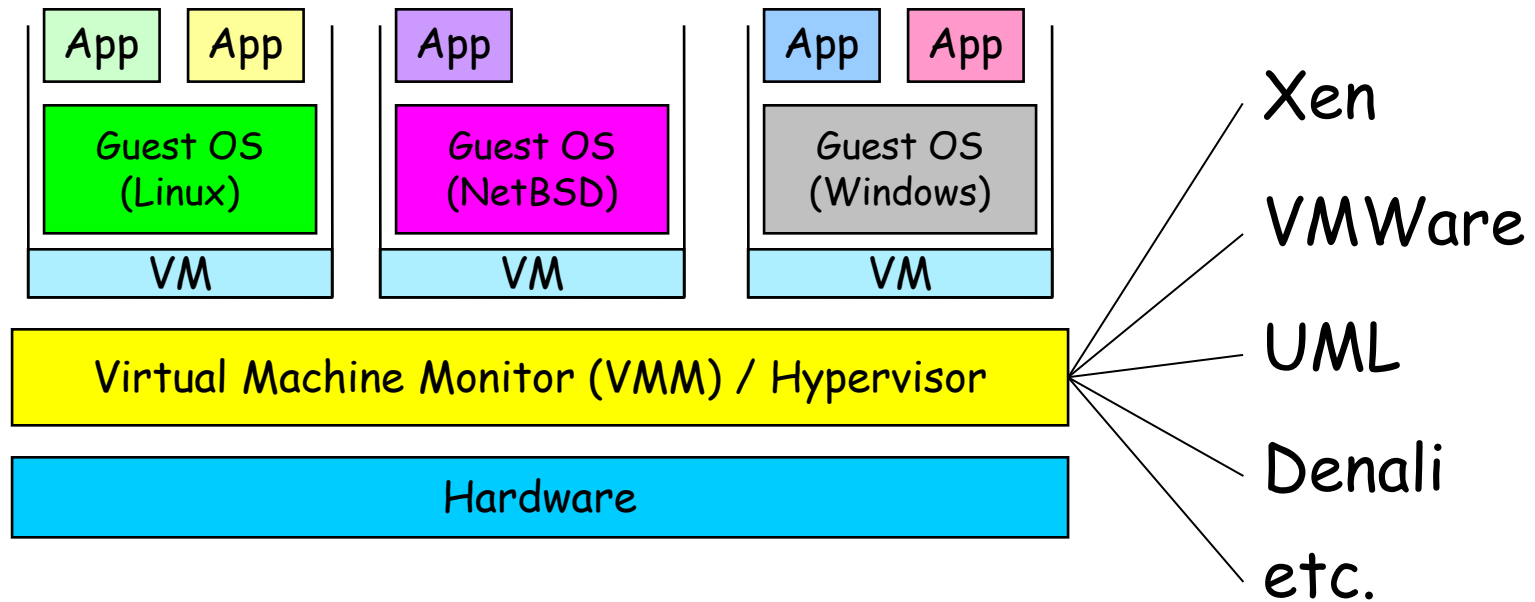 App
App
App
App
App
Guest OS
(Linux)
Guest OS
(NetBSD)
Guest OS
(Windows)
VM
VM
VM
Virtual Machine Monitor (VMM) / Hypervisor
Hardware
Xen
VMWare
UML
Denali
etc.